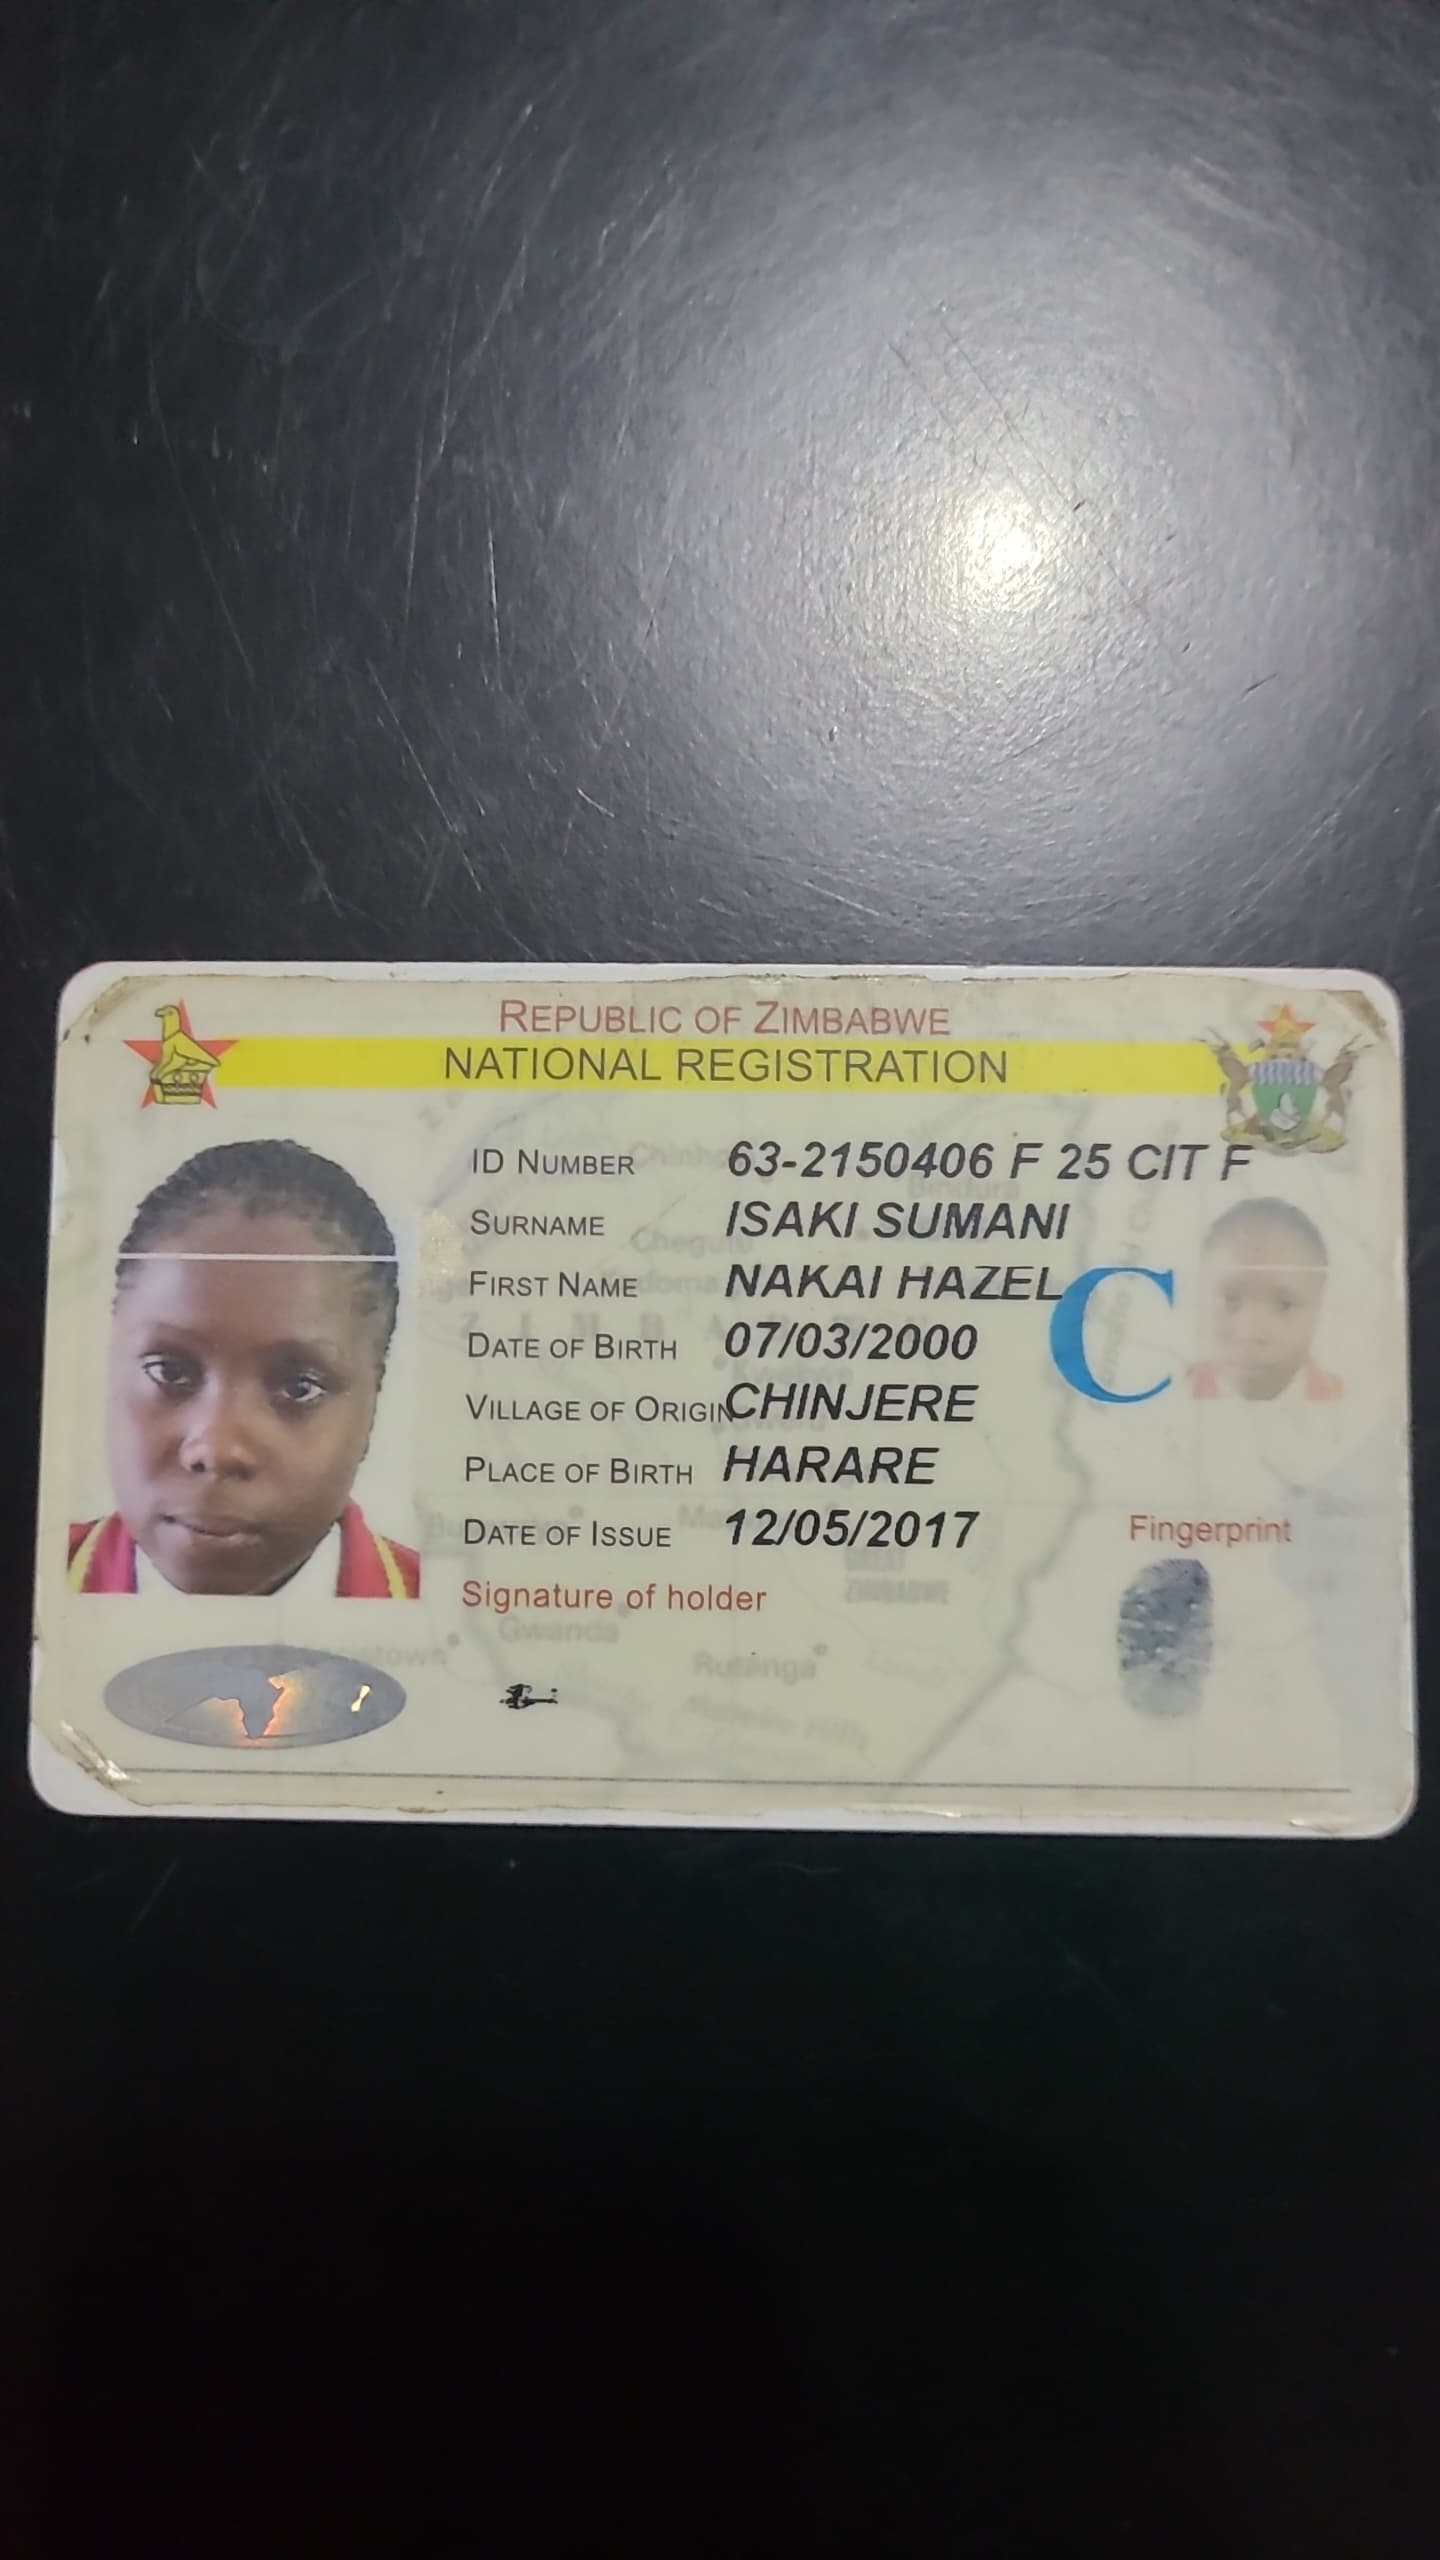 REPUBLIC OF ZIMBABWE
NATIONAL REGISTRATION
ID NUMBER 63-2150406 F 25 CIT F
SURNAME ISAKI SUMANI
FIRST NAME NAKAI HAZEL
C
DATE OF BIRTH 07/03/2000
VILLAGE OF ORIGIN CHINJERE
PLACE OF BIRTH HARARE
DATE OF ISSUE 12/05/2017
Fingerprint
Signature of holder
Gwanda
Rutenga